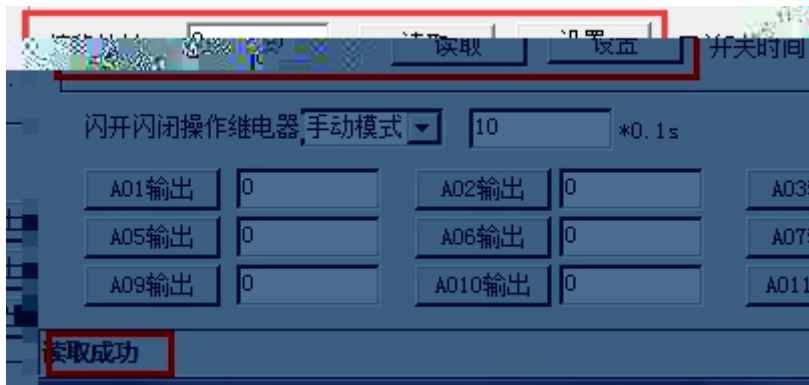 读取 设置 开关时间
闪开闪闭操作继电器 手动模式 10 *0.1s
A01输出 0 A02输出 0 A03
A05输出 0 A06输出 0 A07
A09输出 0 A010输出 0 A011
读取成功